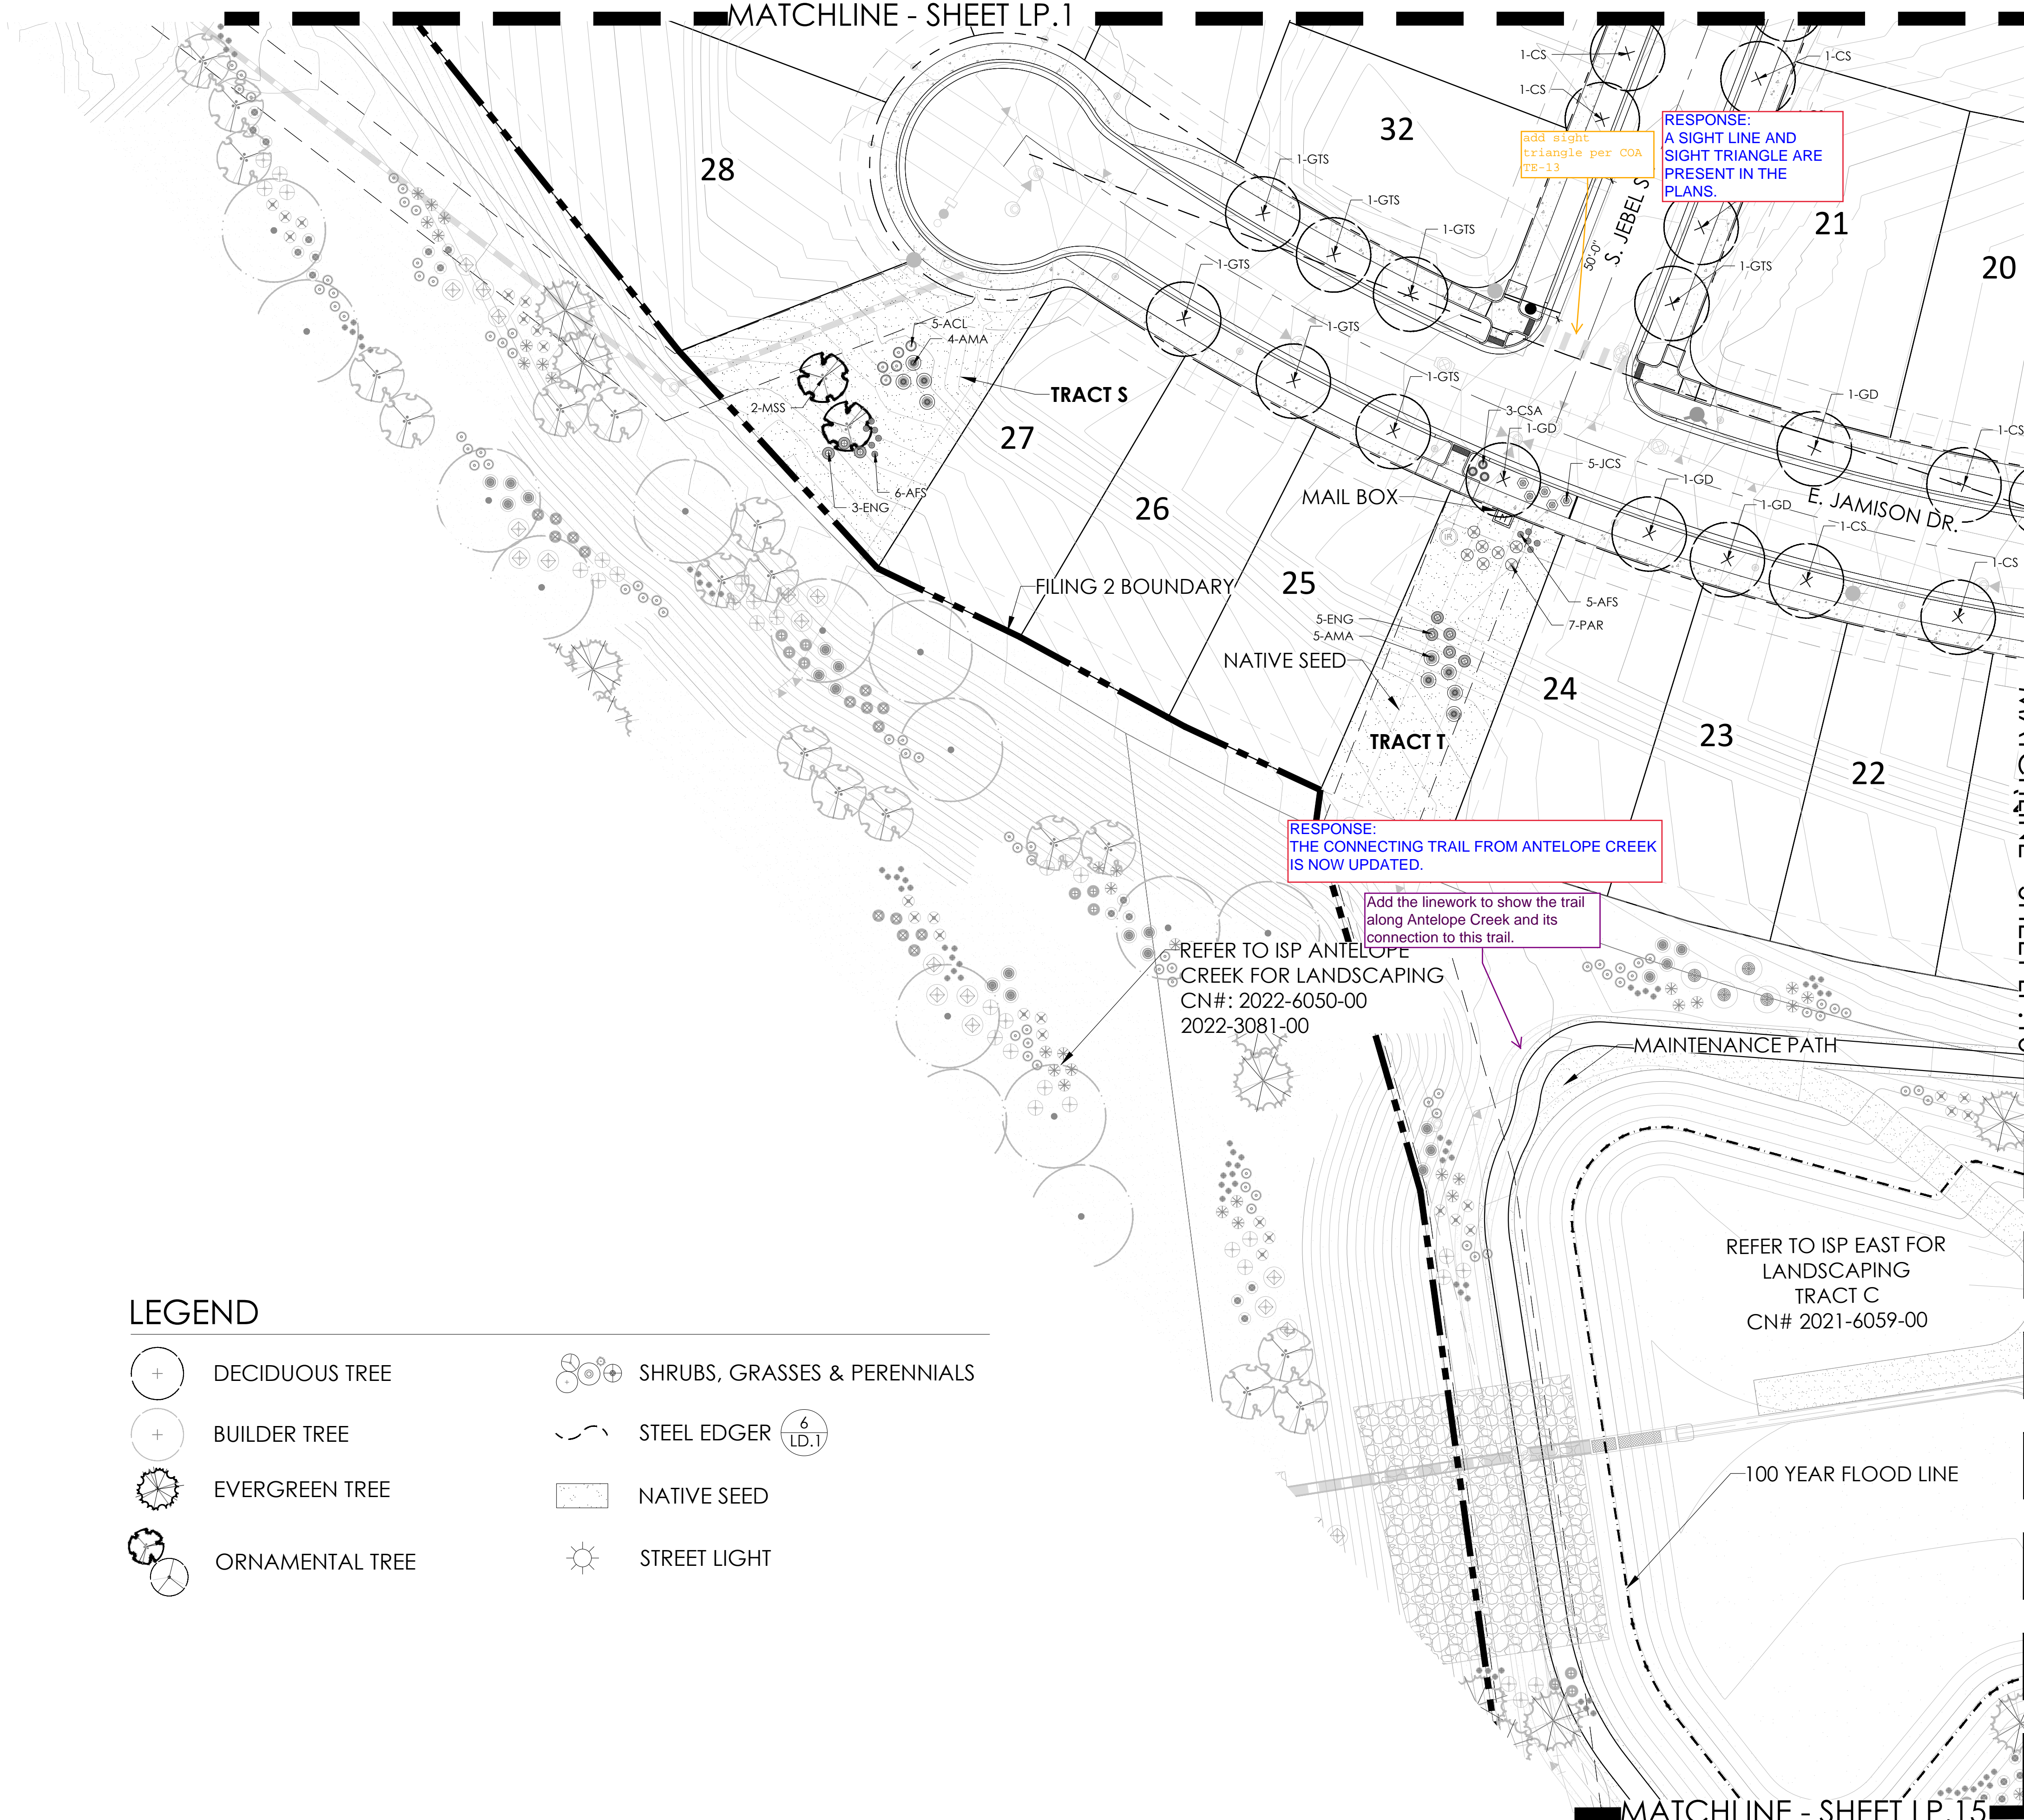 MATCHLINE - SHEET LP.1
28
32
1-CS
1-CS
1-CS
add sight
triangle per COA
TE-13
RESPONSE:
A SIGHT LINE AND
SIGHT TRIANGLE ARE
PRESENT IN THE
PLANS.
50'-0"
S. JEBEL S
21
20
1-GTS
1-GTS
1-GTS
1-GTS
1-GTS
1-GTS
1-GTS
5-ACL
4-AMA
TRACT S
2-MSS
27
6-AFS
3-ENG
1-GD
1-CS
3-CSA
1-GD
5-JCS
1-GD
1-GD
1-CS
1-CS
E. JAMISON DR.
MAIL BOX
26
IR
FILING 2 BOUNDARY
25
5-AFS
7-PAR
5-ENG
5-AMA
NATIVE SEED
24
TRACT T
23
22
RESPONSE:
THE CONNECTING TRAIL FROM ANTELOPE CREEK
IS NOW UPDATED.
Add the linework to show the trail
along Antelope Creek and its
connection to this trail.
REFER TO ISP ANTELOPE
CREEK FOR LANDSCAPING
CN#: 2022-6050-00
2022-3081-00
MAINTENANCE PATH
REFER TO ISP EAST FOR
LANDSCAPING
TRACT C
CN# 2021-6059-00
100 YEAR FLOOD LINE
LEGEND
DECIDUOUS TREE
BUILDER TREE
EVERGREEN TREE
ORNAMENTAL TREE
SHRUBS, GRASSES & PERENNIALS
STEEL EDGER
6
LD.1
NATIVE SEED
STREET LIGHT
MATCHLINE - SHEET LP.15